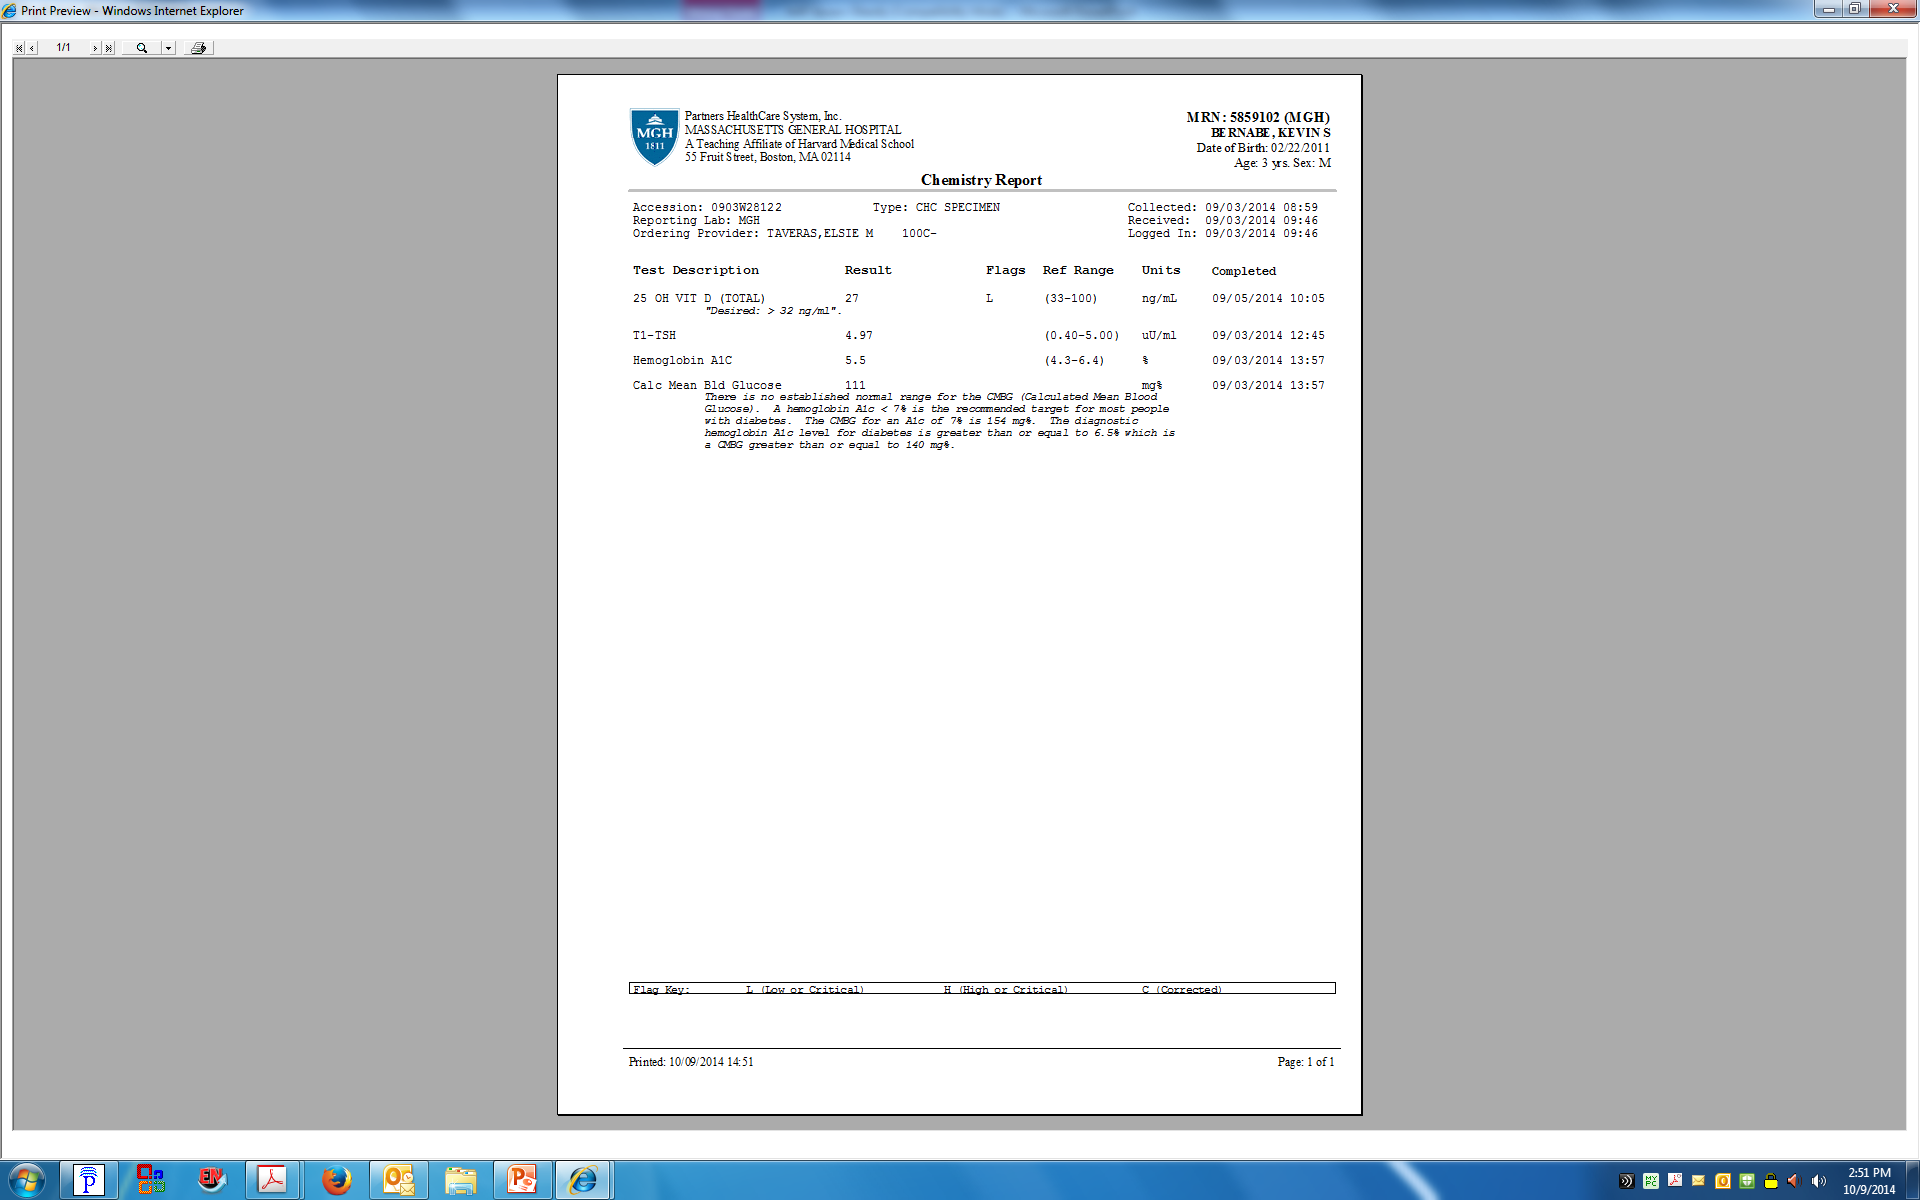 Print Preview - Windows Internet Explorer
1/1
MGH
1811
Partners HealthCare System, Inc.
MASSACHUSETTS GENERAL HOSPITAL
A Teaching Affiliate of Harvard Medical School
55 Fruit Street, Boston, MA 02114
MRN: 5859102 (MGH)
BERNABE, KEVIN S
Date of Birth: 02/22/2011
Age: 3 yrs. Sex: M
Chemistry Report
Accession: 0903W28122 Type: CHC SPECIMEN Collected: 09/03/2014 08:59
Reporting Lab: MGH Received: 09/03/2014 09:46
Ordering Provider: TAVERAS,ELSIE M 100C- Logged In: 09/03/2014 09:46
Test Description Result Flags Ref Range Units Completed
25 OH VIT D (TOTAL) 27 L (33-100) ng/mL 09/05/2014 10:05
"Desired: > 32 ng/ml".
T1-TSH 4.97 (0.40-5.00) uU/ml 09/03/2014 12:45
Hemoglobin A1C 5.5 (4.3-6.4) % 09/03/2014 13:57
Calc Mean Bld Glucose 111 mg% 09/03/2014 13:57
There is no established normal range for the CMBG (Calculated Mean Blood
Glucose). A hemoglobin A1c < 7% is the recommended target for most people
with diabetes. The CMBG for an A1c of 7% is 154 mg%. The diagnostic
hemoglobin A1c level for diabetes is greater than or equal to 6.5% which is
a CMBG greater than or equal to 140 mg%.
Flag Key: L (Low or Critical) H (High or Critical) C (Corrected)
Printed: 10/09/2014 14:51 Page: 1 of 1
2:51 PM
10/9/2014